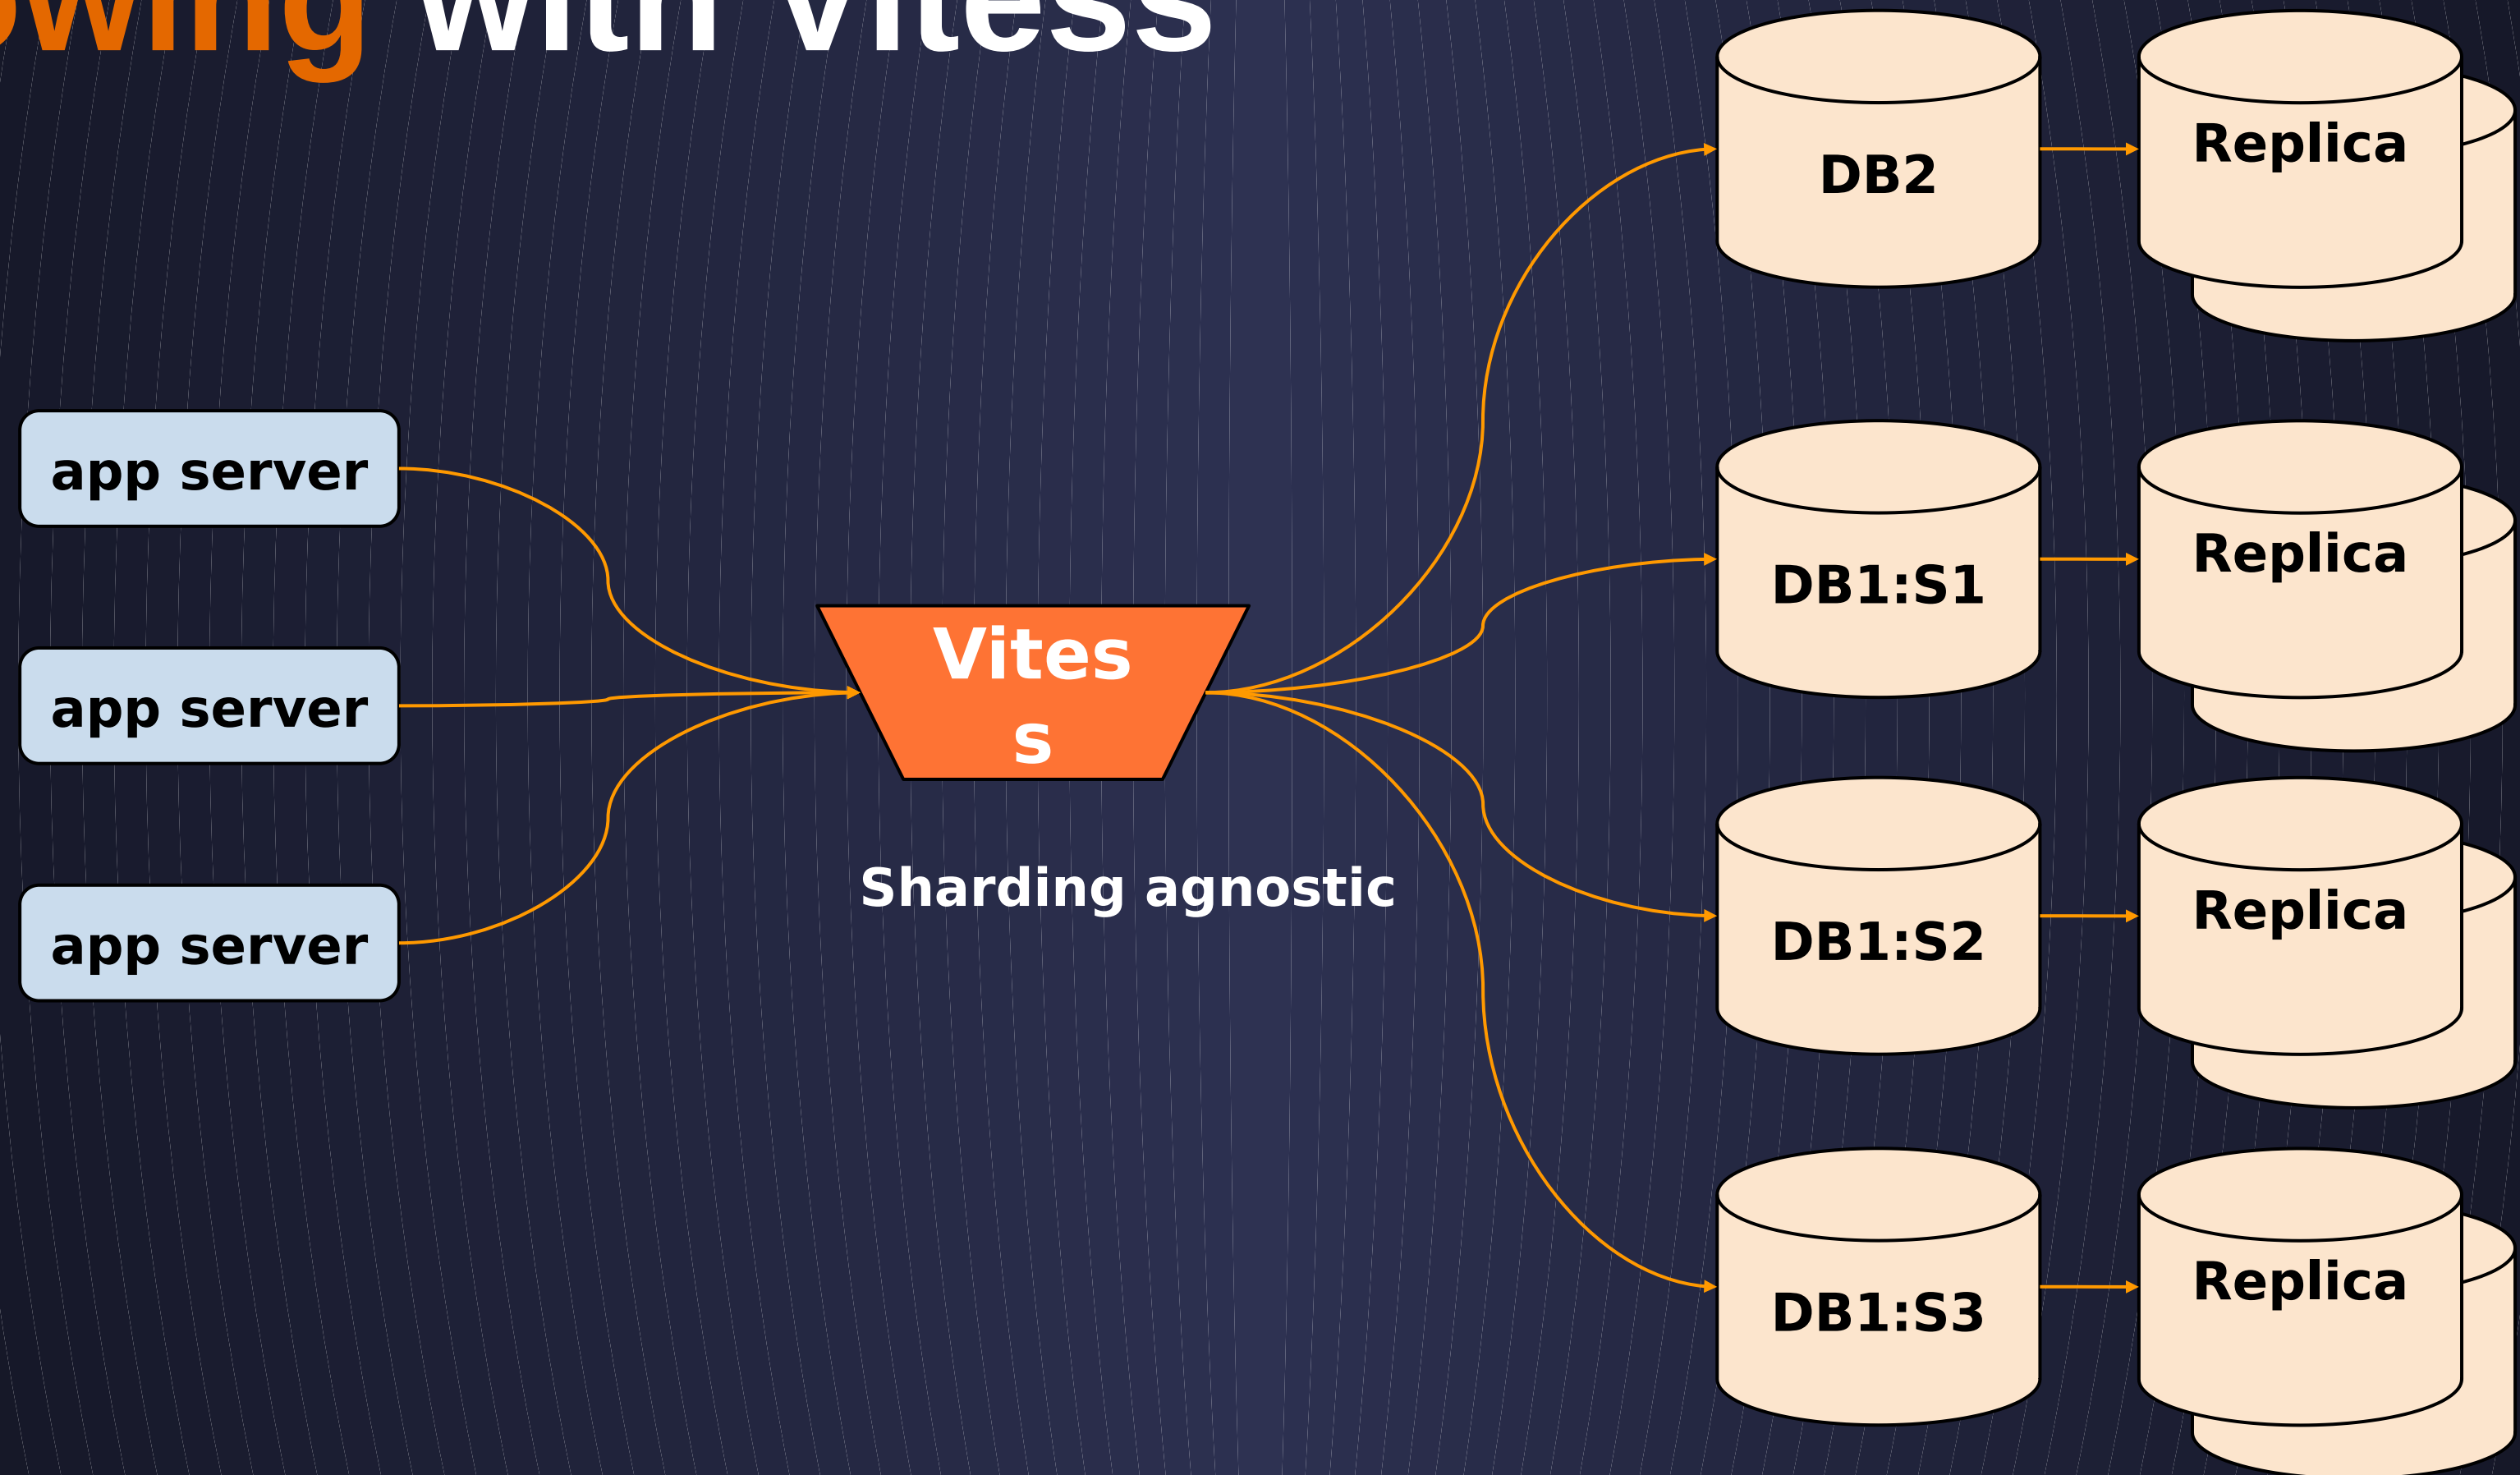 with Vitess
DB2
Replica
app server
DB1:S1
Replica
app server
Vites
s
Sharding agnostic
app server
DB1:S2
Replica
DB1:S3
Replica